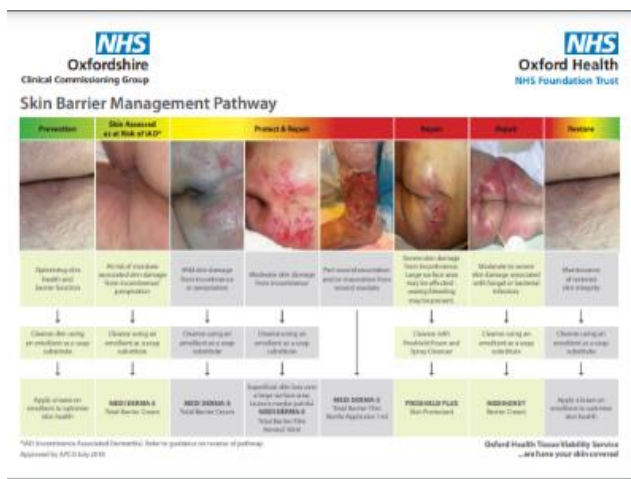 NHS
Oxfordshire
Clinical Commissioning Group
NHS
Oxford Health
NHS Foundation Trust
Skin Barrier Management Pathway
Prevention
Skin Assessed
as at Risk of IAD*
Protect & Repair
Repair
Repair
Restore
Optimising skin
health and
barrier function
At risk of moisture
associated skin damage
from incontinence/
perspiration
Mild skin damage
from incontinence
or perspiration
Moderate skin damage
from incontinence
Peri-wound excoriation
and/or maceration from
wound exudate
Severe skin damage
from incontinence.
Large surface area
may be affected
bleeding
may be present
Moderate to severe
skin damage associated
with fungal or bacterial
infection
Maintenance
of
skin integrity
Cleanse skin using
an emollient as a soap
substitute
Cleanse using an
emollient as a soap
substitute
Cleanse using an
emollient as a soap
substitute
Cleanse using an
emollient as a soap
substitute
Cleanse with
Proshield Foam and
Spray Cleanser
Cleanse using an
emollient as a soap
substitute
Cleanse using an
emollient as a soap
substitute
Apply a leave on
emollient to optimise
skin health
MEDI DERMA-S
Total Barrier Cream
MEDI DERMA-S
Total Barrier Cream
Superficial skin loss over
a large surface area
MEDI DERMA-S
Total Barrier Film
Aerosol
MEDI DERMA-S
Total Barrier Film
Applicator
PROSHIELD PLUS
Skin Protectant
MEDIHONEY
Barrier Cream
Apply a leave on
emollient to optimise
skin health
*IAD (Incontinence Associated Dermatitis). Refer to guidance on reverse of pathway
Approved by APCO July 2018
Oxford Health Tissue Viability Service
...we have your skin covered